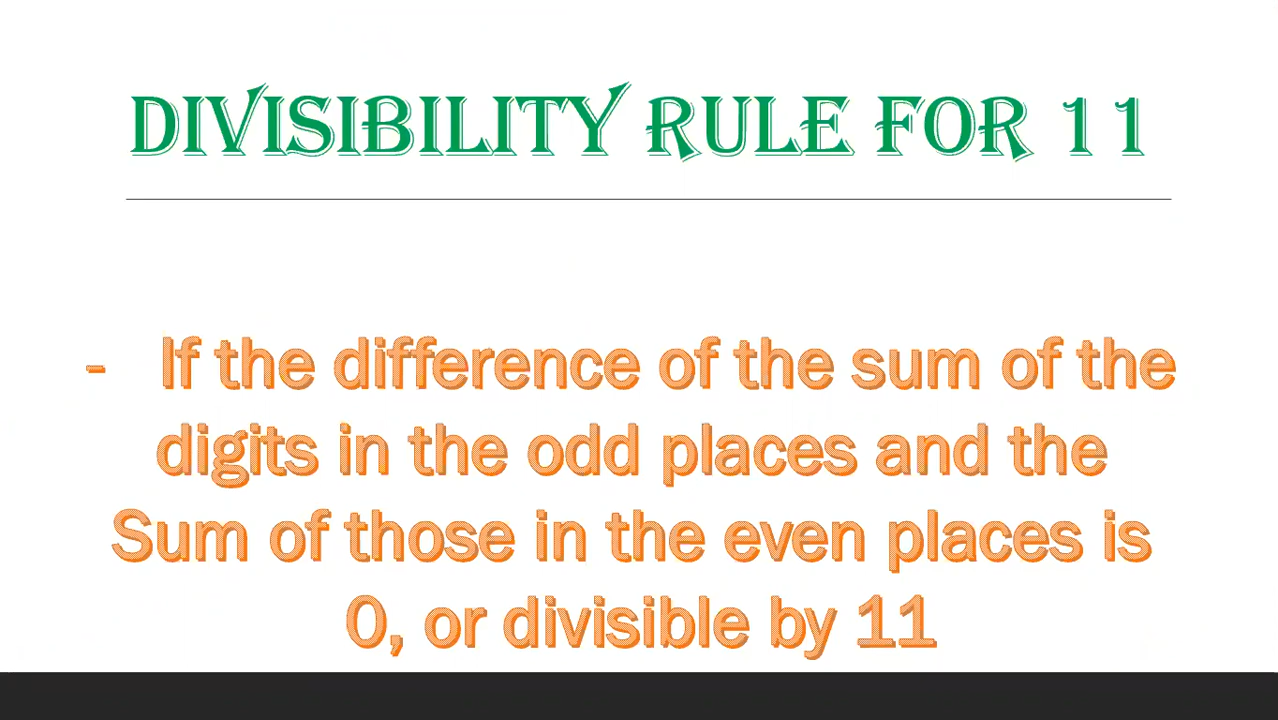 DIVISIBILITY RULE FOR 11
- If the difference of the sum of the
digits in the odd places and the
Sum of those in the even places is
0, or divisible by 11